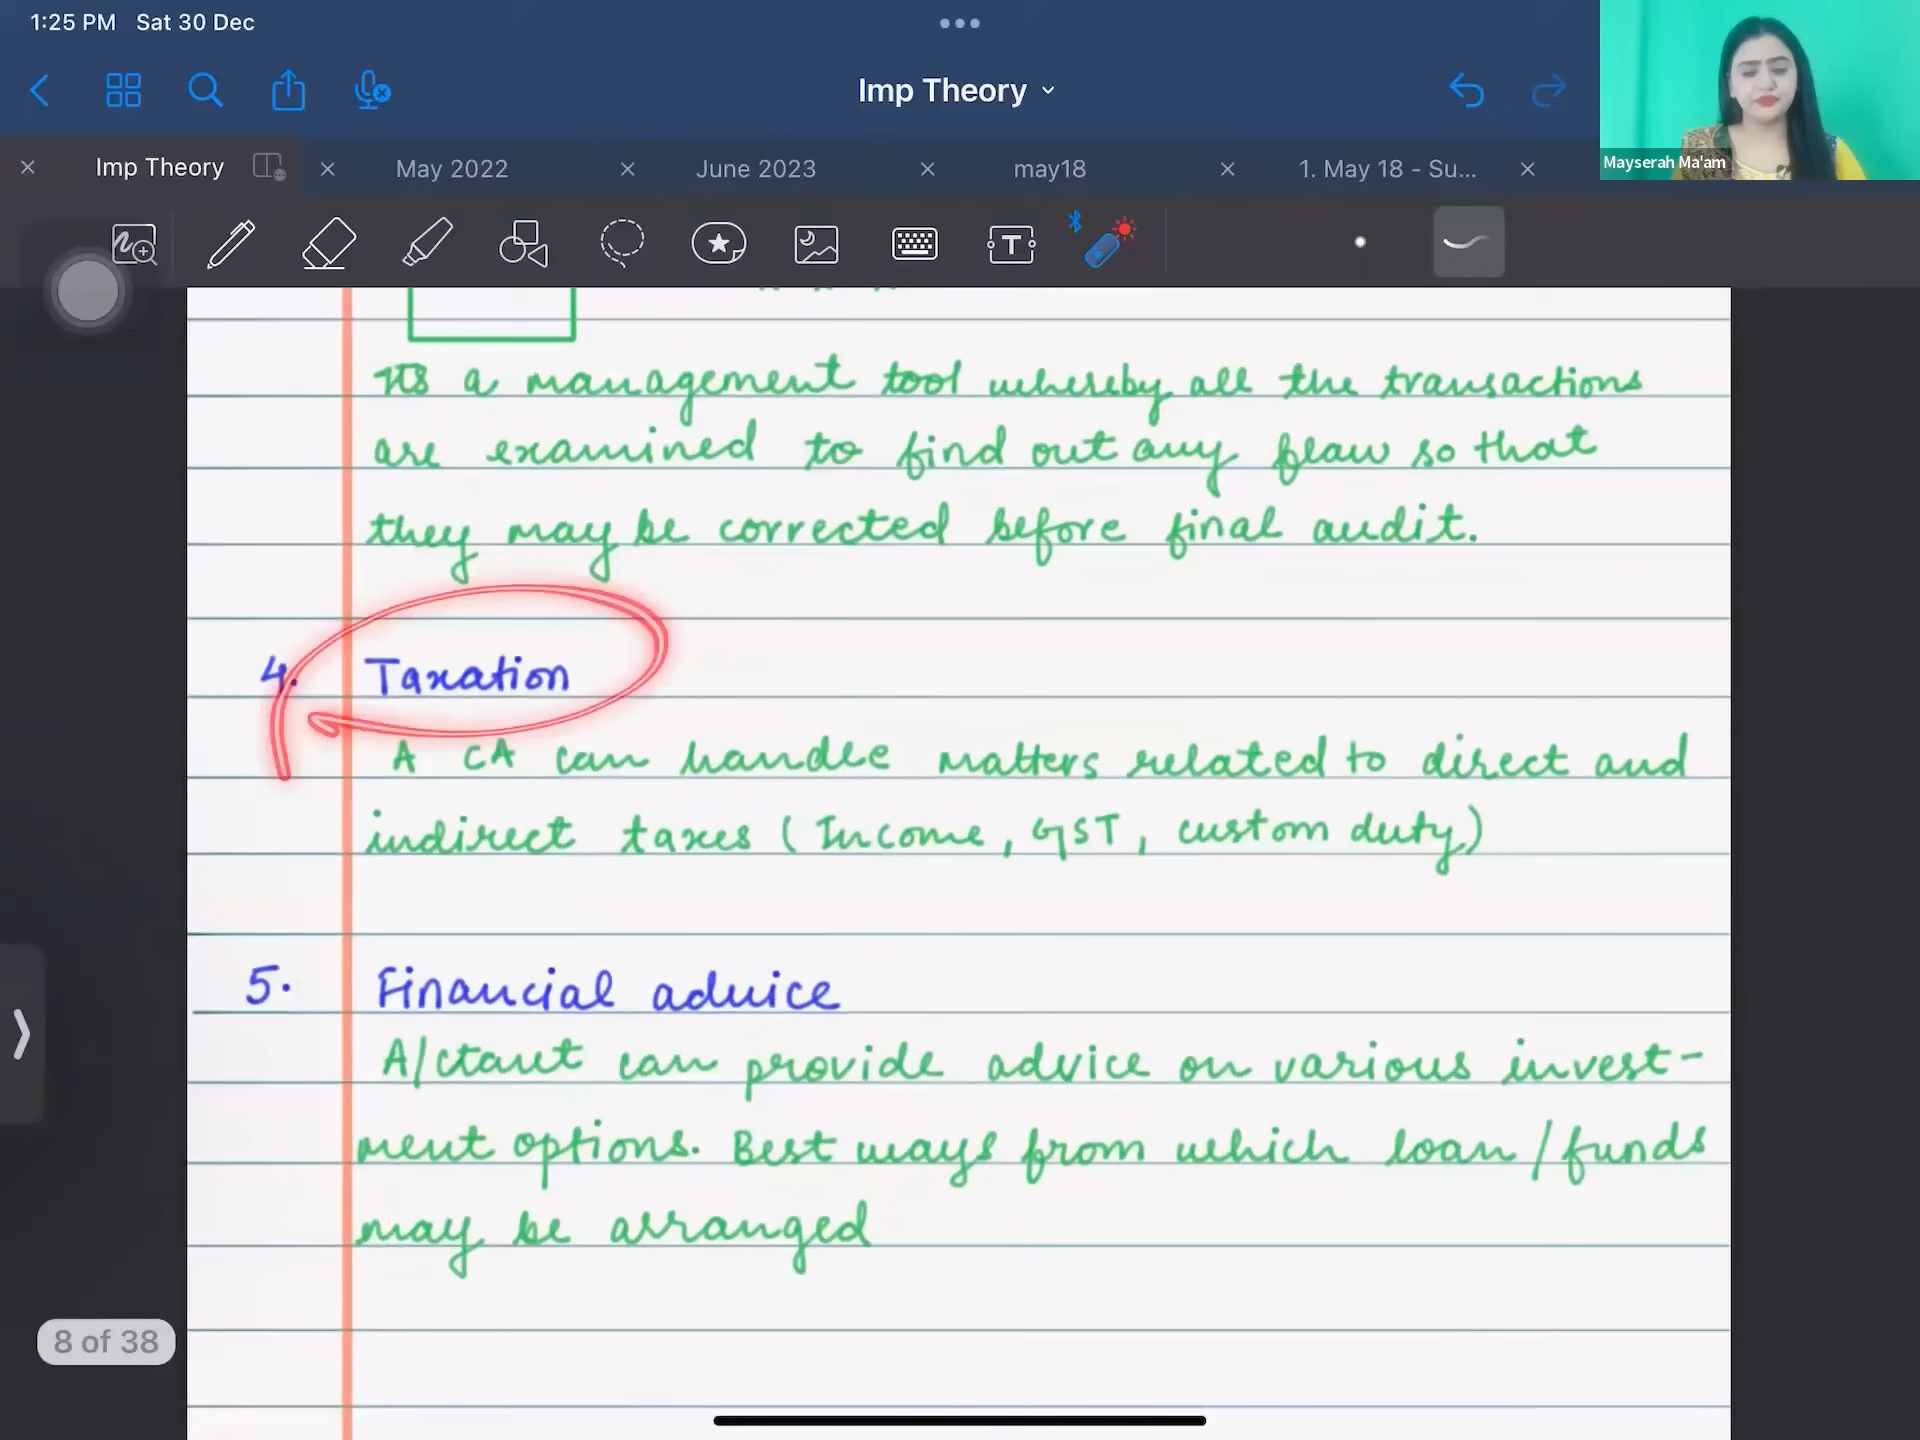 1:25 PM Sat 30 Dec
Imp Theory
Mayserah Ma'am
Imp Theory
May 2022
June 2023
may18
1. May 18 - Su...
T
Its a management tool whereby all the transactions
are examined to find out any flaw so that
they may be corrected before final audit.
4. Taxation
A CA can handle matters related to direct and
indirect taxes (Income, GST, custom duty)
5. Financial advice
A/ctant can provide advice on various invest-
ment options. Best ways from which loan/funds
may be arranged
8 of 38